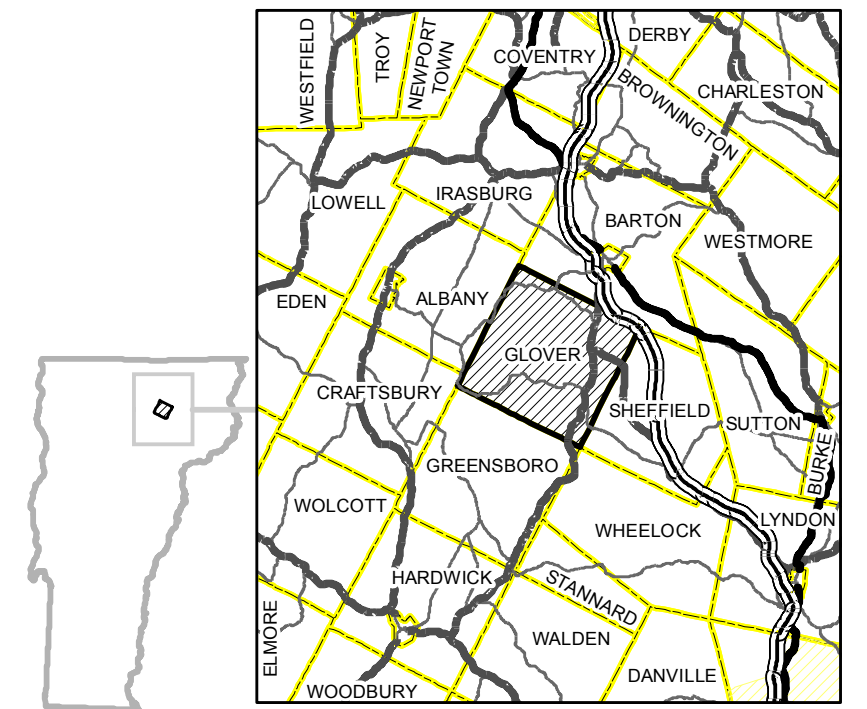 DERBY
COVENTRY
WESTFIELD
TROY
NEWPORT
TOWN
BROWNINGTON
CHARLESTON
LOWELL
IRASBURG
BARTON
WESTMORE
EDEN
ALBANY
GLOVER
CRAFTSBURY
SHEFFIELD
SUTTON
BURKE
GREENSBORO
WOLCOTT
LYNDON
WHEELOCK
HARDWICK
STANNARD
ELMORE
WALDEN
DANVILLE
WOODBURY